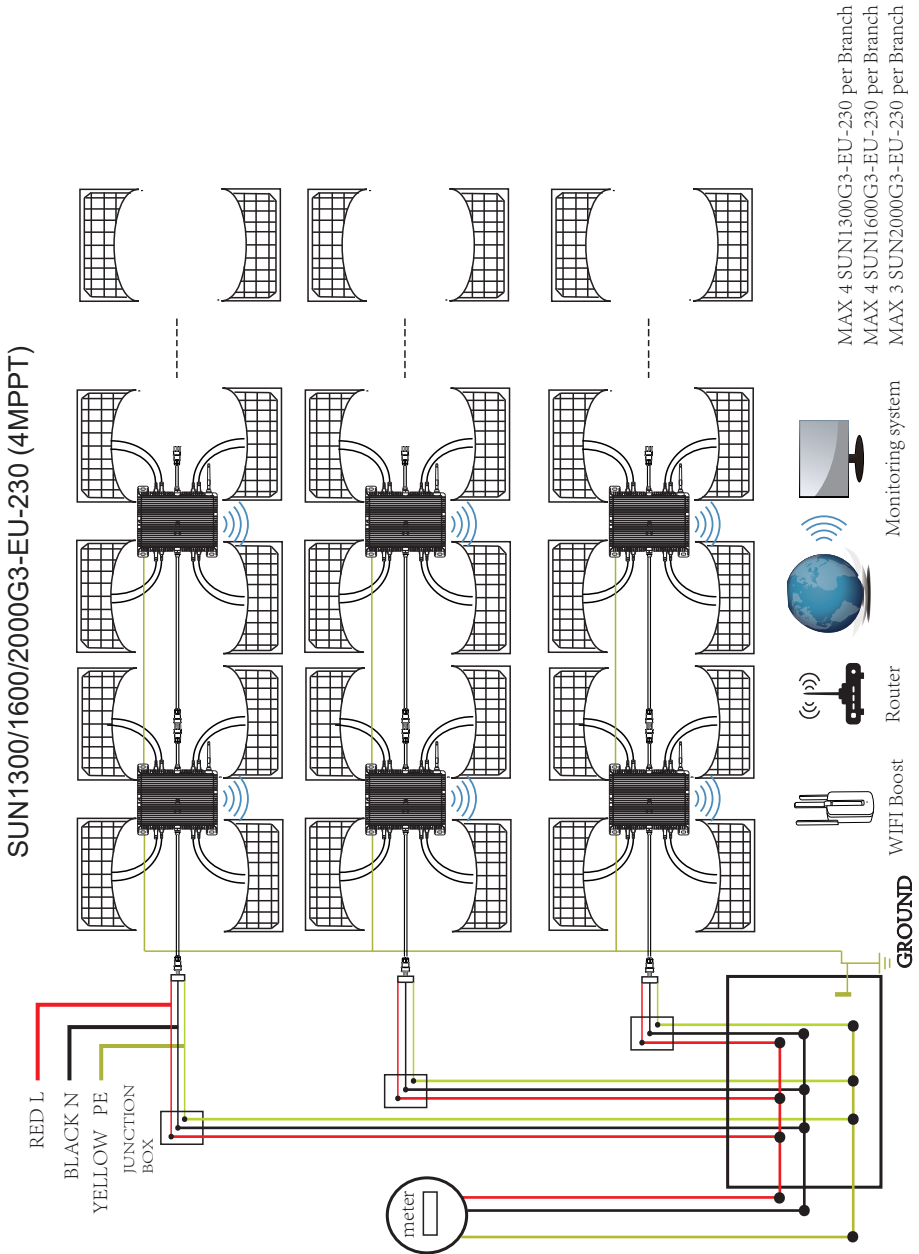 SUN1300/1600/2000G3-EU-230 (4MPPT)
RED L
BLACK N
YELLOW PE
JUNCTION
BOX
meter
GROUND
WIFI Boost
Router
Monitoring system
MAX 4 SUN1300G3-EU-230 per Branch
MAX 4 SUN1600G3-EU-230 per Branch
MAX 3 SUN2000G3-EU-230 per Branch